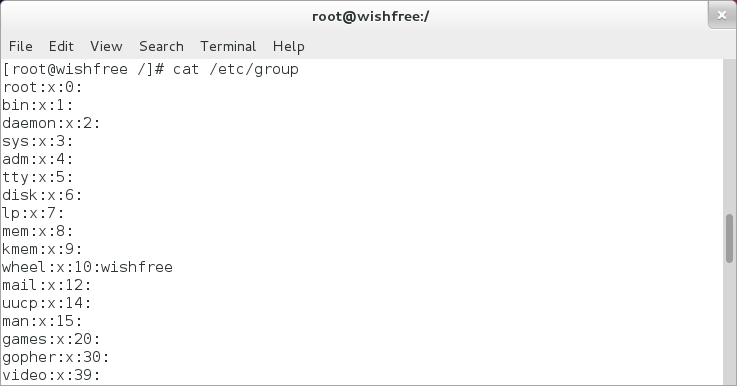 root@wishfree:/
File Edit View Search Terminal Help
[root@wishfree /]# cat /etc/group
root:x:0:
bin:x:1:
daemon:x:2:
sys:x:3:
adm:x:4:
tty:x:5:
disk:x:6:
lp:x:7:
mem:x:8:
kmem:x:9:
wheel:x:10:wishfree
mail:x:12:
uucp:x:14:
man:x:15:
games:x:20:
gopher:x:30:
video:x:39: